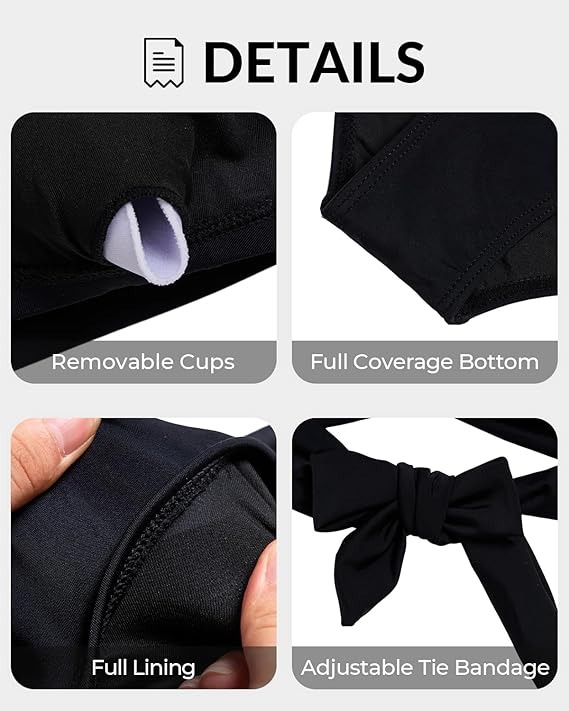 DETAILS
Removable Cups
Full Coverage Bottom
Full Lining
Adjustable Tie Bandage